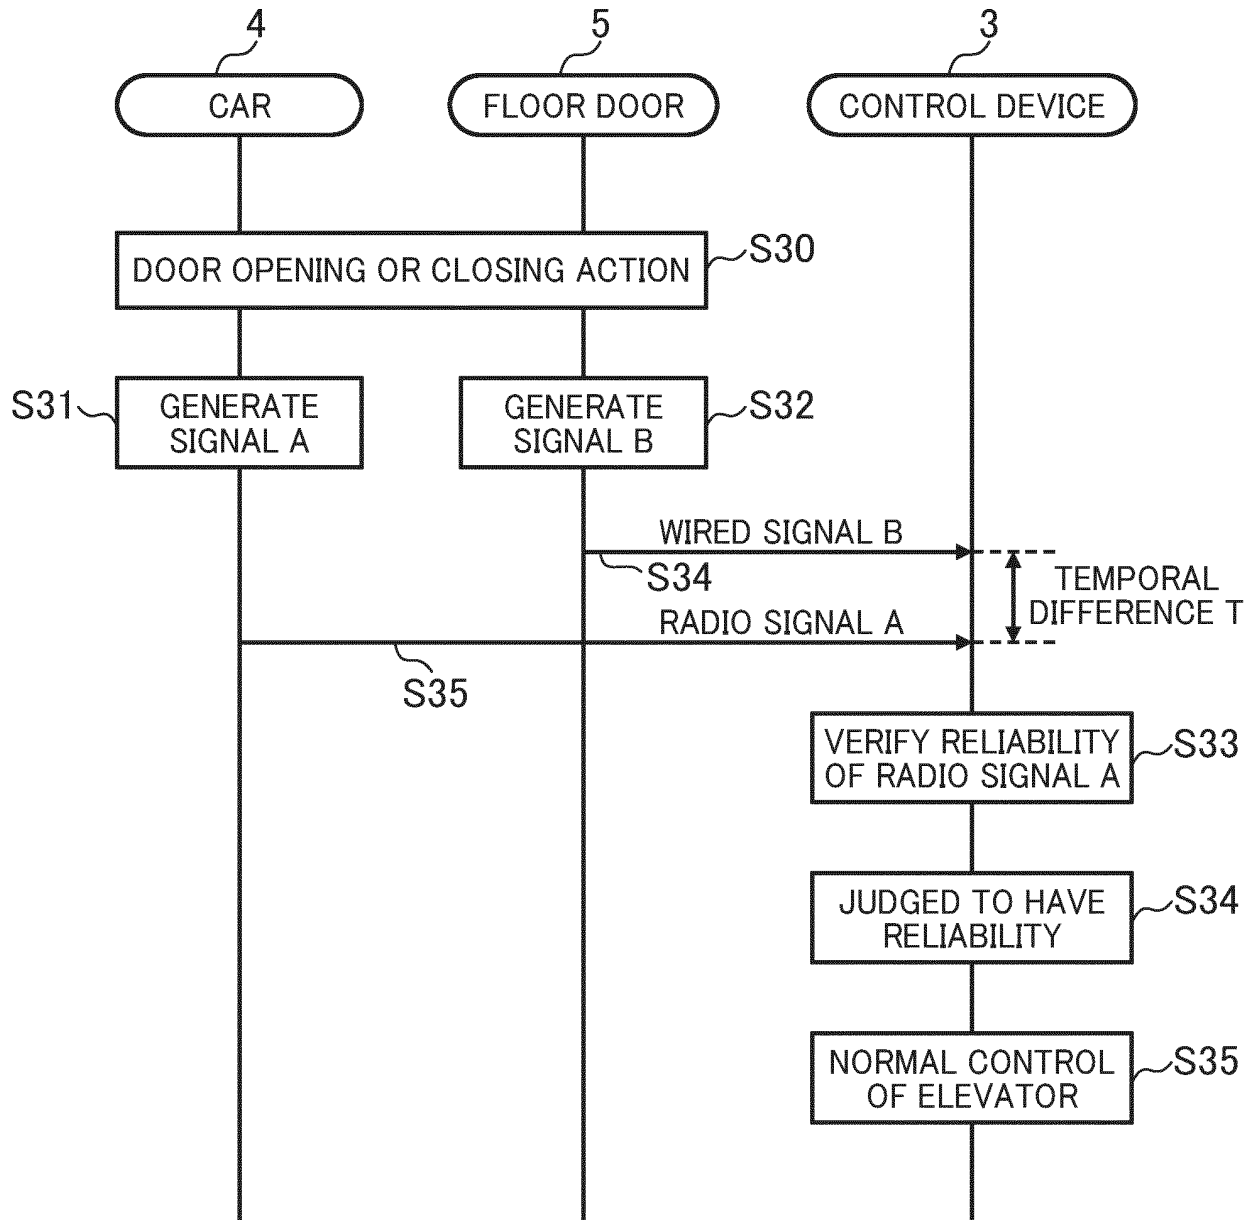 4
5
3
CAR
FLOOR DOOR
CONTROL DEVICE
S30
DOOR OPENING OR CLOSING ACTION
S31
GENERATE
SIGNAL A
GENERATE
SIGNAL B
S32
WIRED SIGNAL B
S34
TEMPORAL
DIFFERENCE T
RADIO SIGNAL A
S35
VERIFY RELIABILITY
OF RADIO SIGNAL A
S33
JUDGED TO HAVE
RELIABILITY
S34
NORMAL CONTROL
OF ELEVATOR
S35